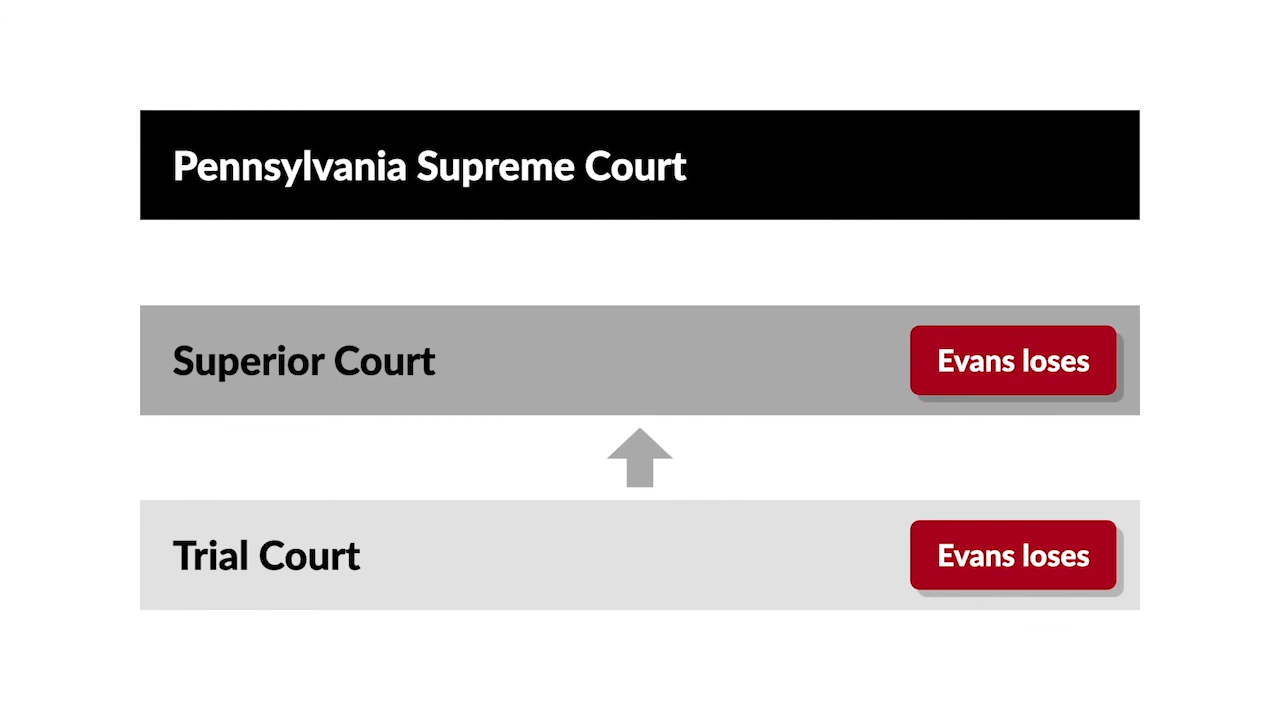 Pennsylvania Supreme Court
Superior Court
Evans loses
Trial Court
Evans loses